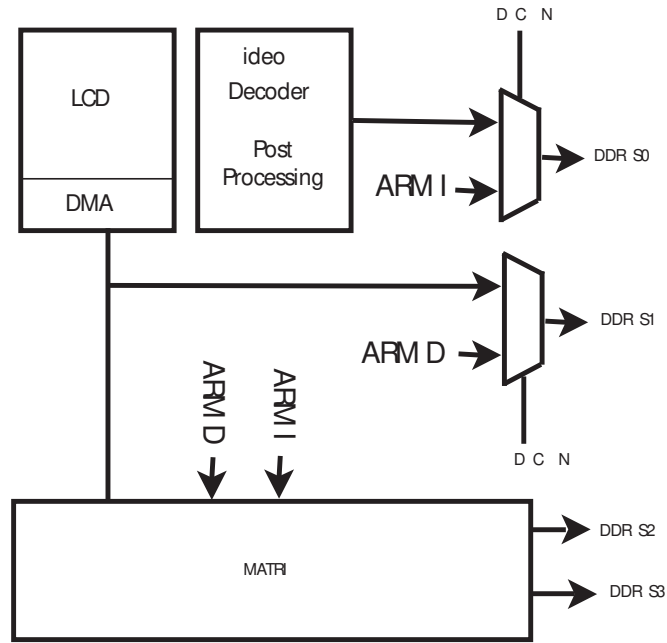 D C N
LCD
DMA
ideo
Decoder
Post
Processing
ARM I
DDR S0
ARM D
DDR S1
D C N
ARM D
ARM I
MATRI
DDR S2
DDR S3